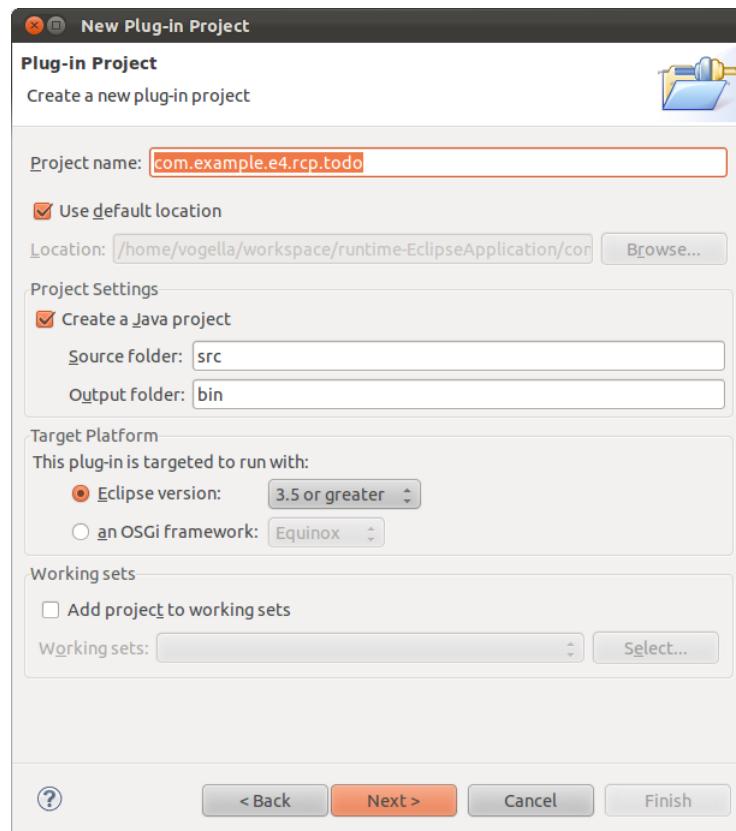 New Plug-in Project
Plug-in Project
Create a new plug-in project
Project name: com.example.e4.rcp.todo
Use default location
Location: /home/vogella/workspace/runtime-EclipseApplication/com Browse...
Project Settings
Create a Java project
Source folder: src
Output folder: bin
Target Platform
This plug-in is targeted to run with:
Eclipse version: 3.5 or greater
an OSGi framework: Equinox
Working sets
Add project to working sets
Working sets: Select...
? < Back Next > Cancel Finish